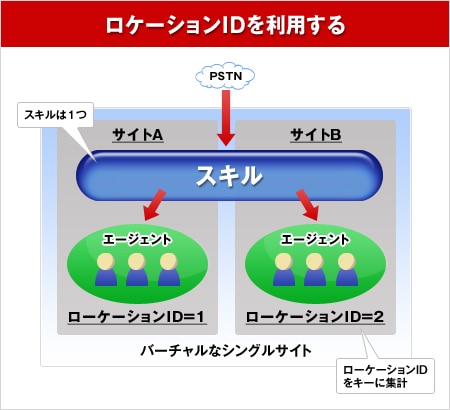 ロケーションIDを利用する
PSTN
スキルは1つ
サイトA
サイトB
スキル
エージェント
エージェント
ローケーションID=1
ローケーションID=2
バーチャルなシングルサイト
ローケーションID
をキーに集計